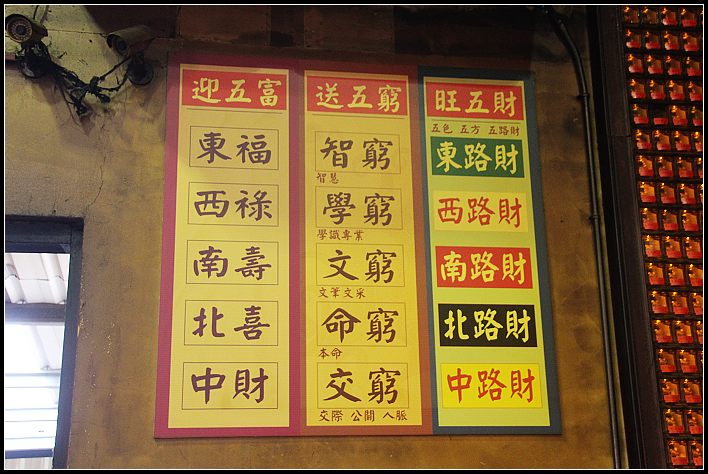 迎五富
東福
西祿
南壽
北喜
中財
送五窮
智窮
智慧
學窮
學識專業
文窮
文筆文采
命窮
本命
交窮
交際 公關 人脈
旺五財
五色 五方 五路財
東路財
西路財
南路財
北路財
中路財